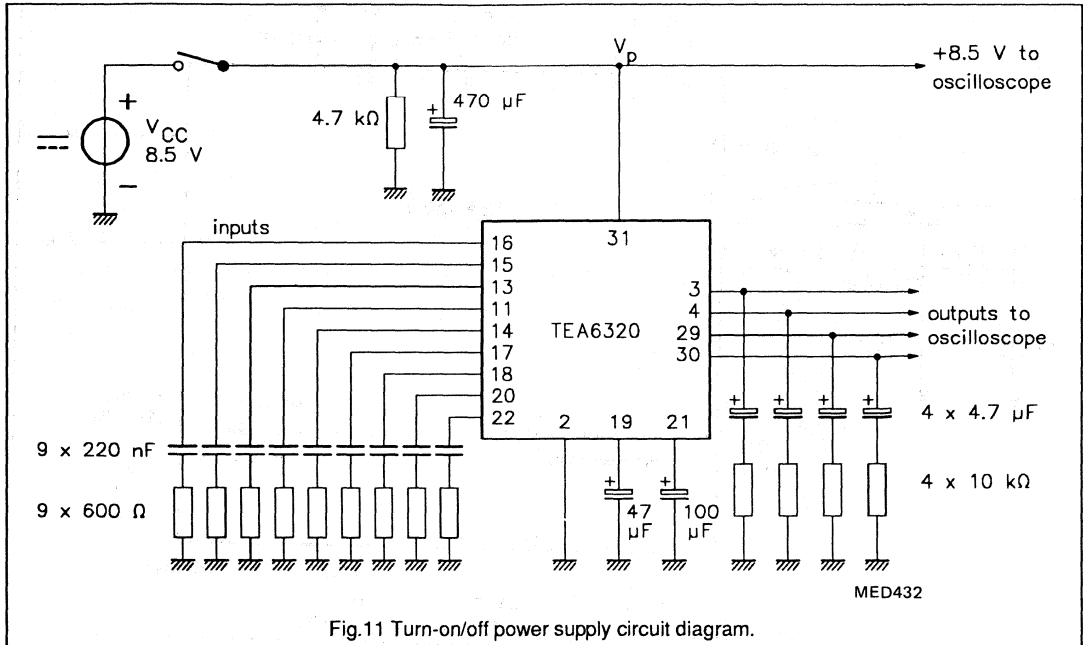 Vp
+8.5 V to
oscilloscope
+
VCC
8.5 V
−
4.7 kΩ
+
470 µF
inputs
16
15
13
11
14
17
18
20
22
31
TEA6320
3
4
29
30
2
19
21
outputs to
oscilloscope
9 x 220 nF
9 x 600 Ω
+
47
µF
+
100
µF
+
+
+
+
4 x 4.7 µF
4 x 10 kΩ
MED432
Fig.11 Turn-on/off power supply circuit diagram.